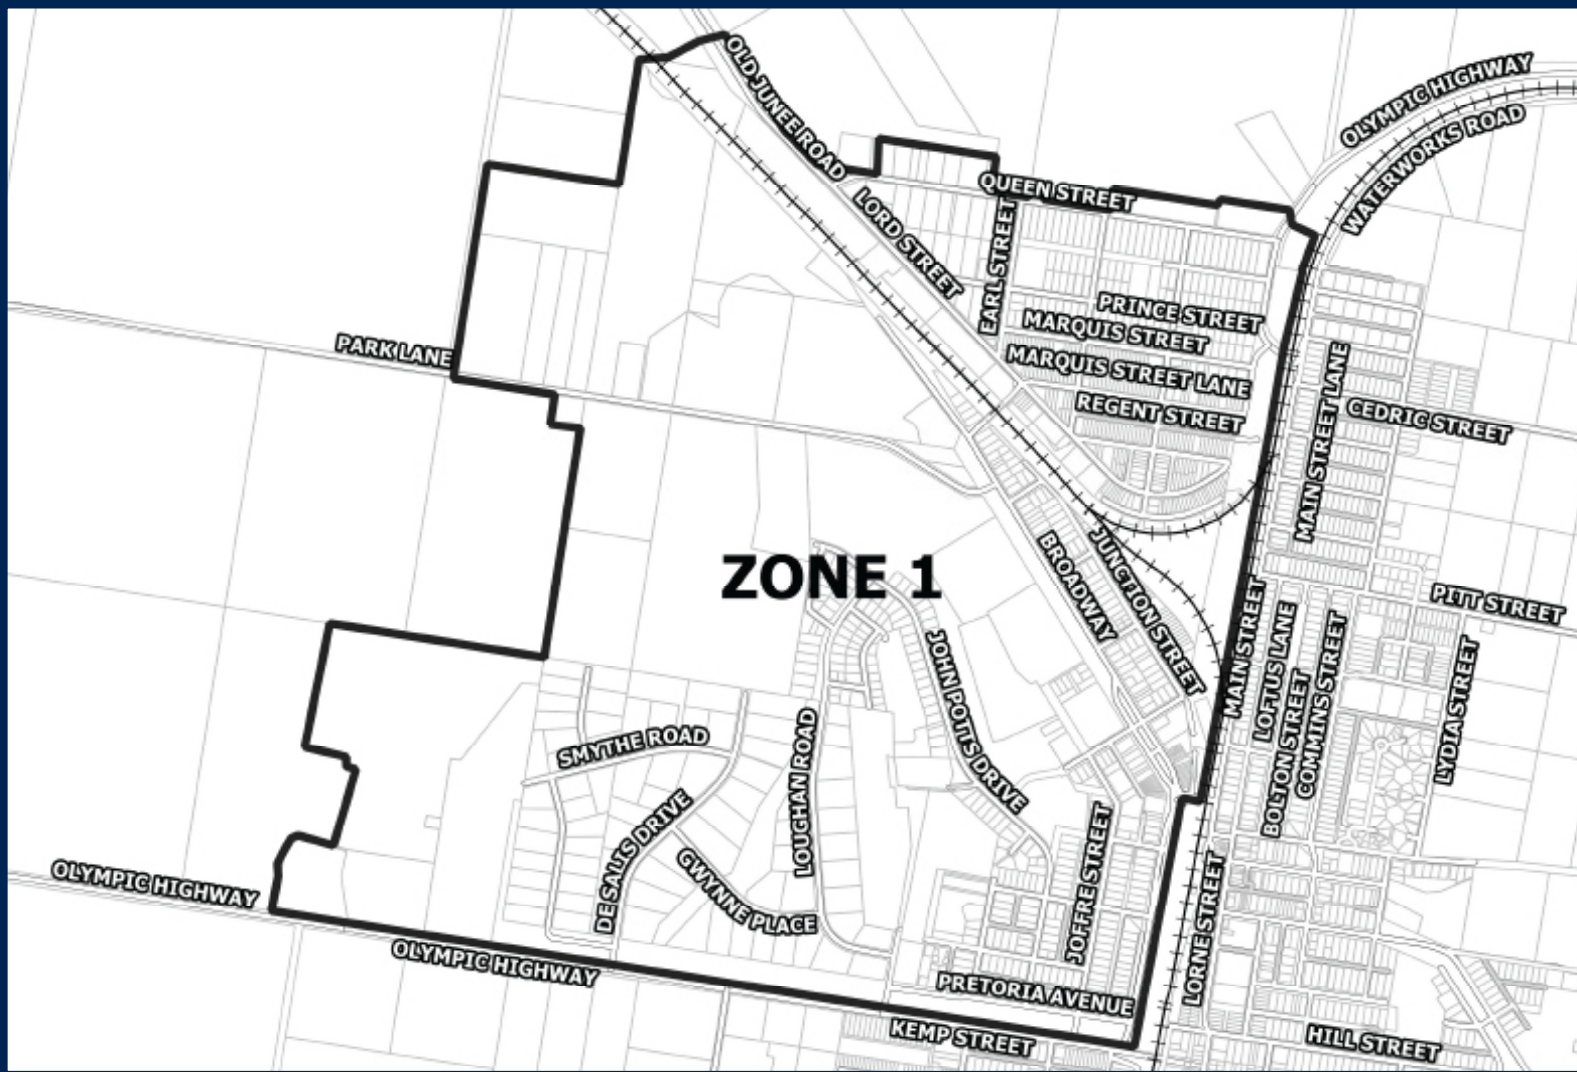 OLYMPIC HIGHWAY
WATERWORKS ROAD
OLD JUNEE ROAD
QUEEN STREET
LORD STREET
EARL STREET
PRINCE STREET
MARQUIS STREET
MARQUIS STREET LANE
REGENT STREET
PARK LANE
MAIN STREET LANE
CEDRIC STREET
ZONE 1
BROADWAY
JUNCTION STREET
MAIN STREET
LOFTUS LANE
BOLTON STREET
COMMINS STREET
PITT STREET
LYDIA STREET
JOHN POTTS DRIVE
SMYTHE ROAD
LOUGHAN ROAD
DE SALIS DRIVE
GWYNNE PLACE
JOFFRE STREET
LORNE STREET
OLYMPIC HIGHWAY
OLYMPIC HIGHWAY
PRETORIA AVENUE
KEMP STREET
HILL STREET